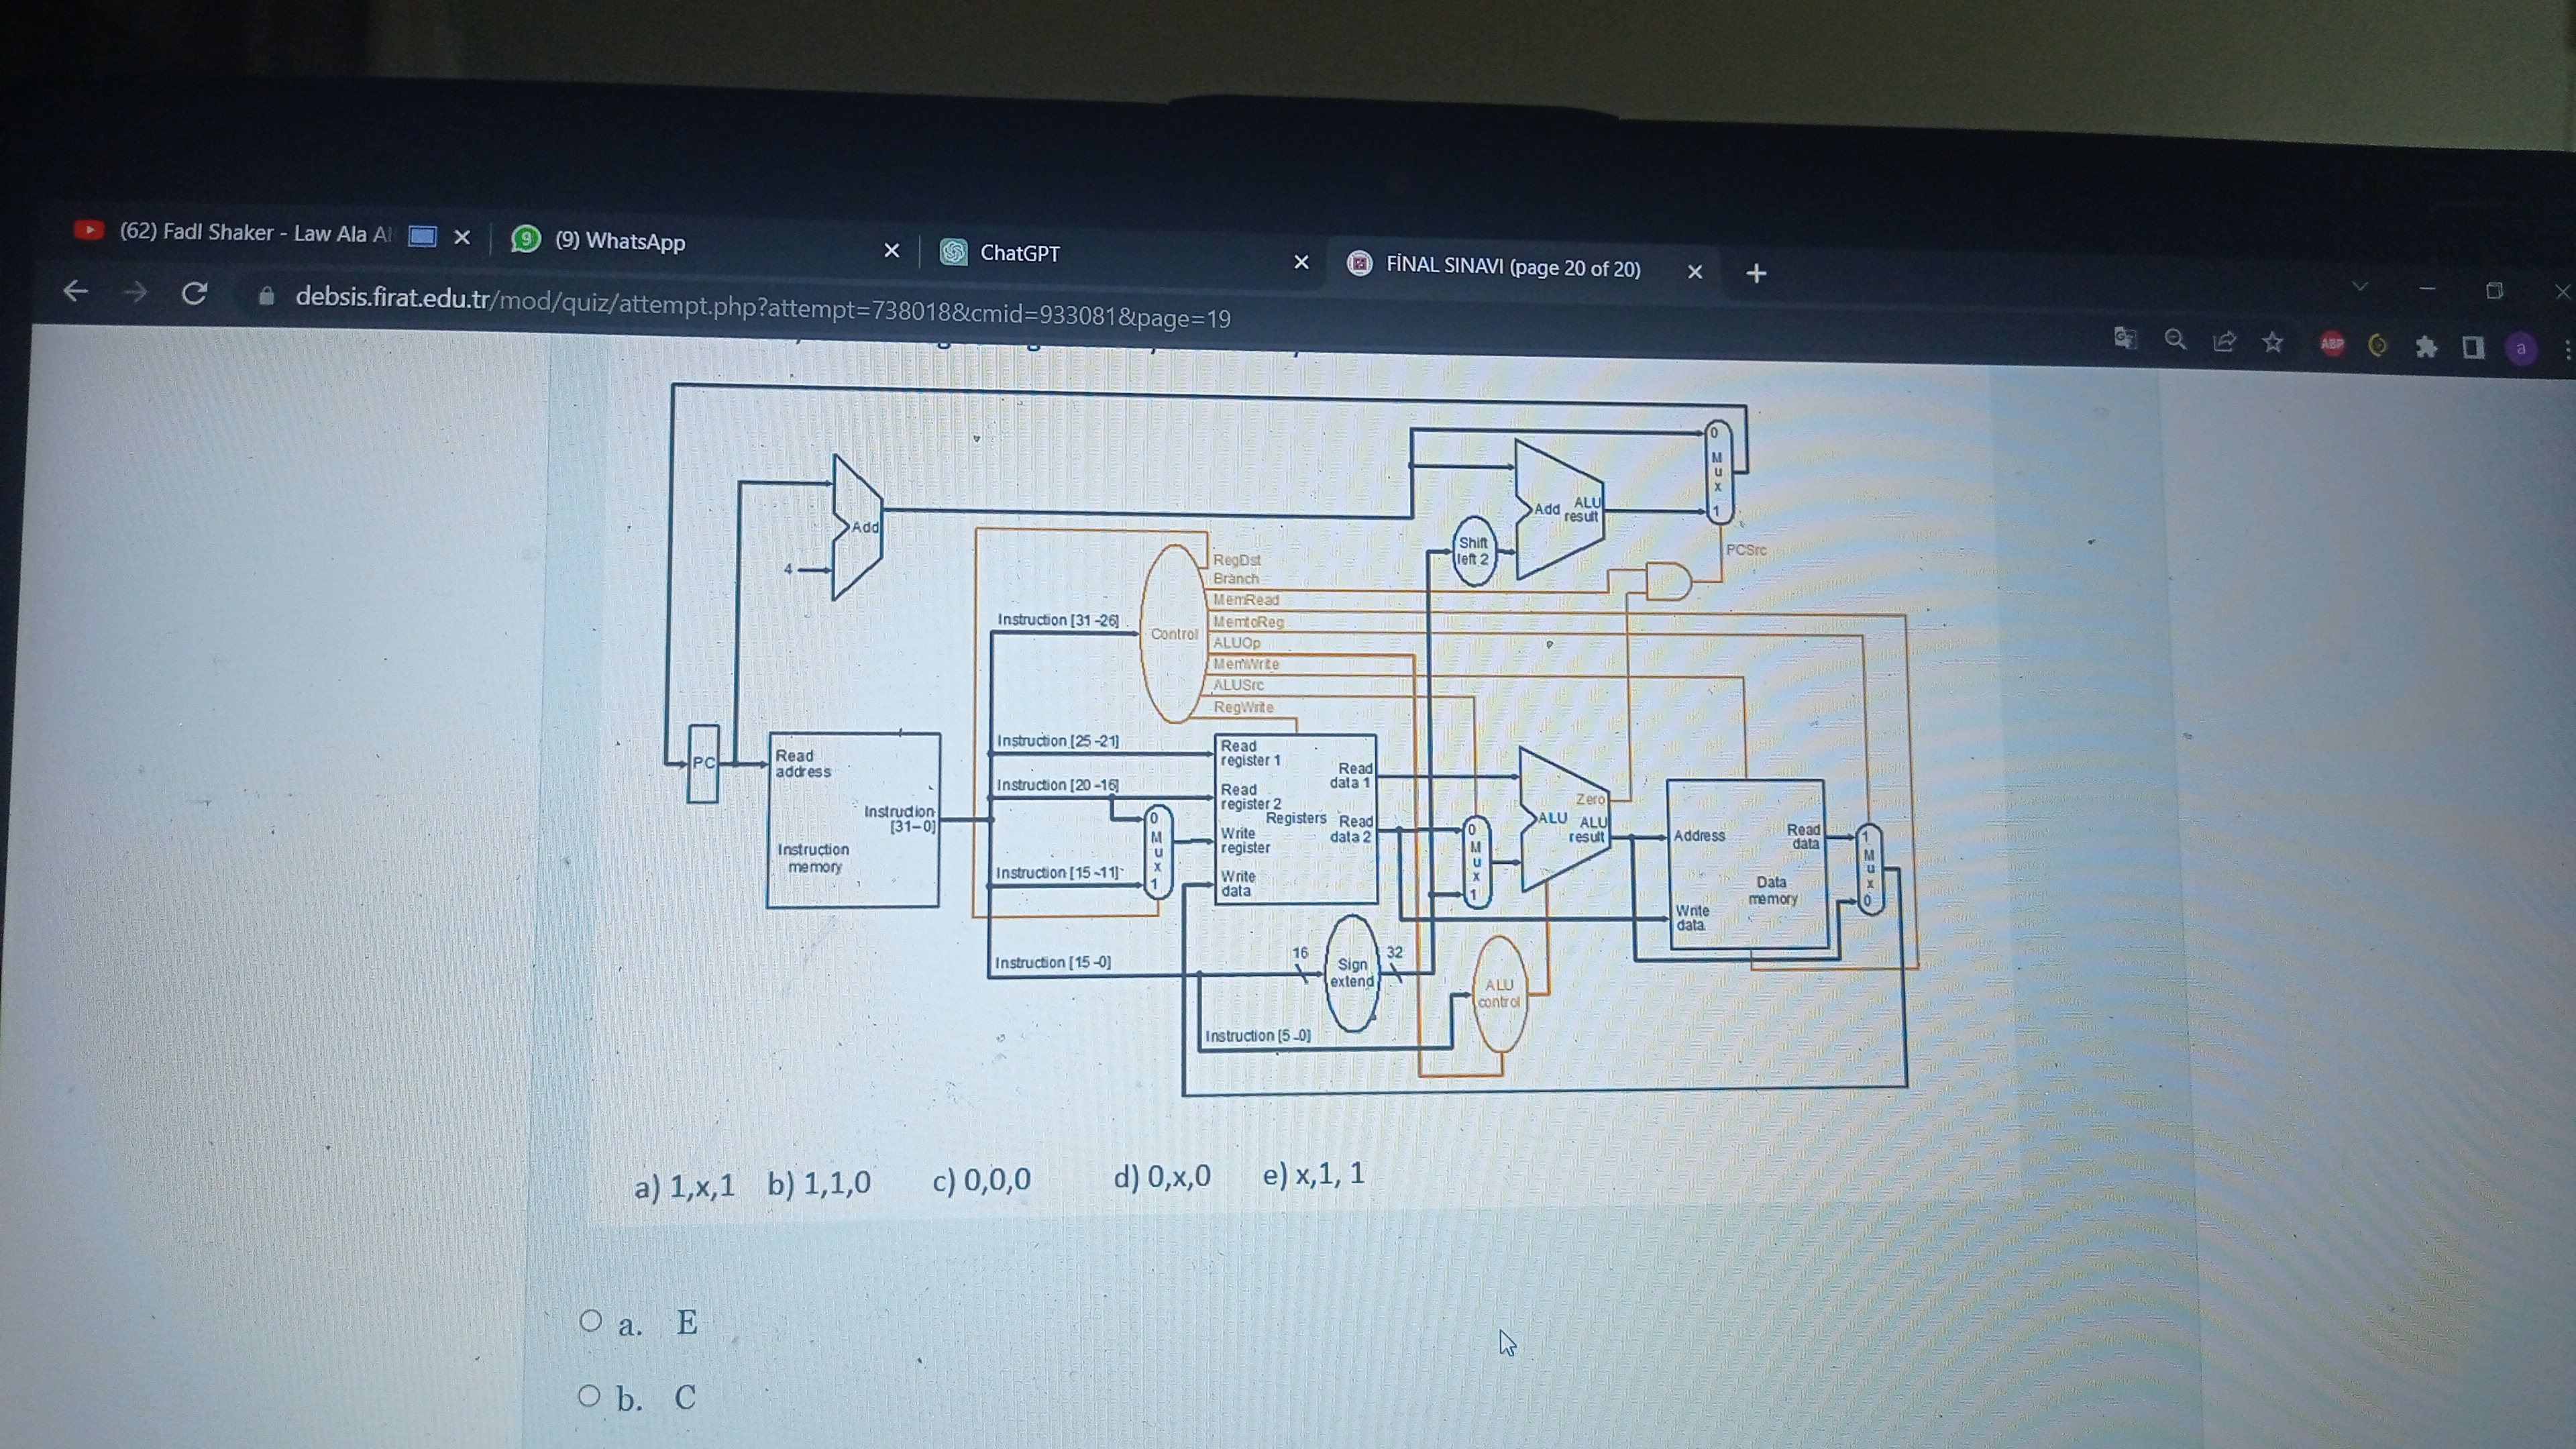 (62) Fadl Shaker - Law Ala Al
9 (9) WhatsApp
ChatGPT
FİNAL SINAVI (page 20 of 20)
debsis.firat.edu.tr/mod/quiz/attempt.php?attempt=738018&cmid=933081&page=19
ABP
a
0
M
u
x
1
Add
4
Add ALU
result
Shift
left 2
PCSrc
RegDst
Branch
MemRead
MemtoReg
ALUOp
MemWrite
ALUSrc
RegWrite
Control
Instruction [31-26]
Instruction [25-21]
Instruction [20-16]
Instruction [15-11]
Instruction [15-0]
Instruction [5-0]
PC
Read
address
Instruction
[31-0]
Instruction
memory
0
M
u
x
1
Read
register 1
Read
data 1
Read
register 2
Registers Read
data 2
Write
register
Write
data
0
M
u
x
1
Zero
ALU ALU
result
Address
Read
data
Data
memory
Write
data
1
M
u
x
0
16
Sign
extend
32
ALU
control
a) 1,x,1 b) 1,1,0 c) 0,0,0 d) 0,x,0 e) x,1, 1
a. E
b. C